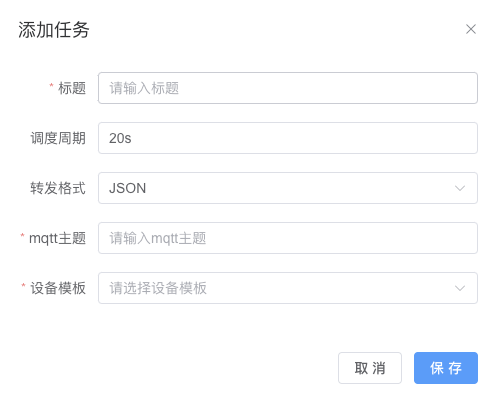 添加任务
* 标题 请输入标题
调度周期 20s
转发格式 JSON
* mqtt主题 请输入mqtt主题
* 设备模板 请选择设备模板
取 消 保 存